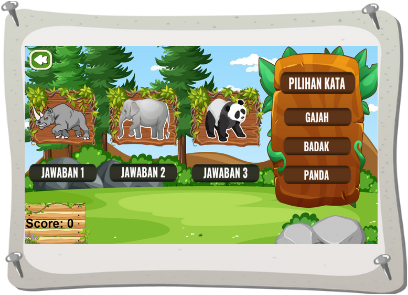 PILIHAN KATA
GAJAH
BADAK
PANDA
JAWABAN 1
JAWABAN 2
JAWABAN 3
Score: 0